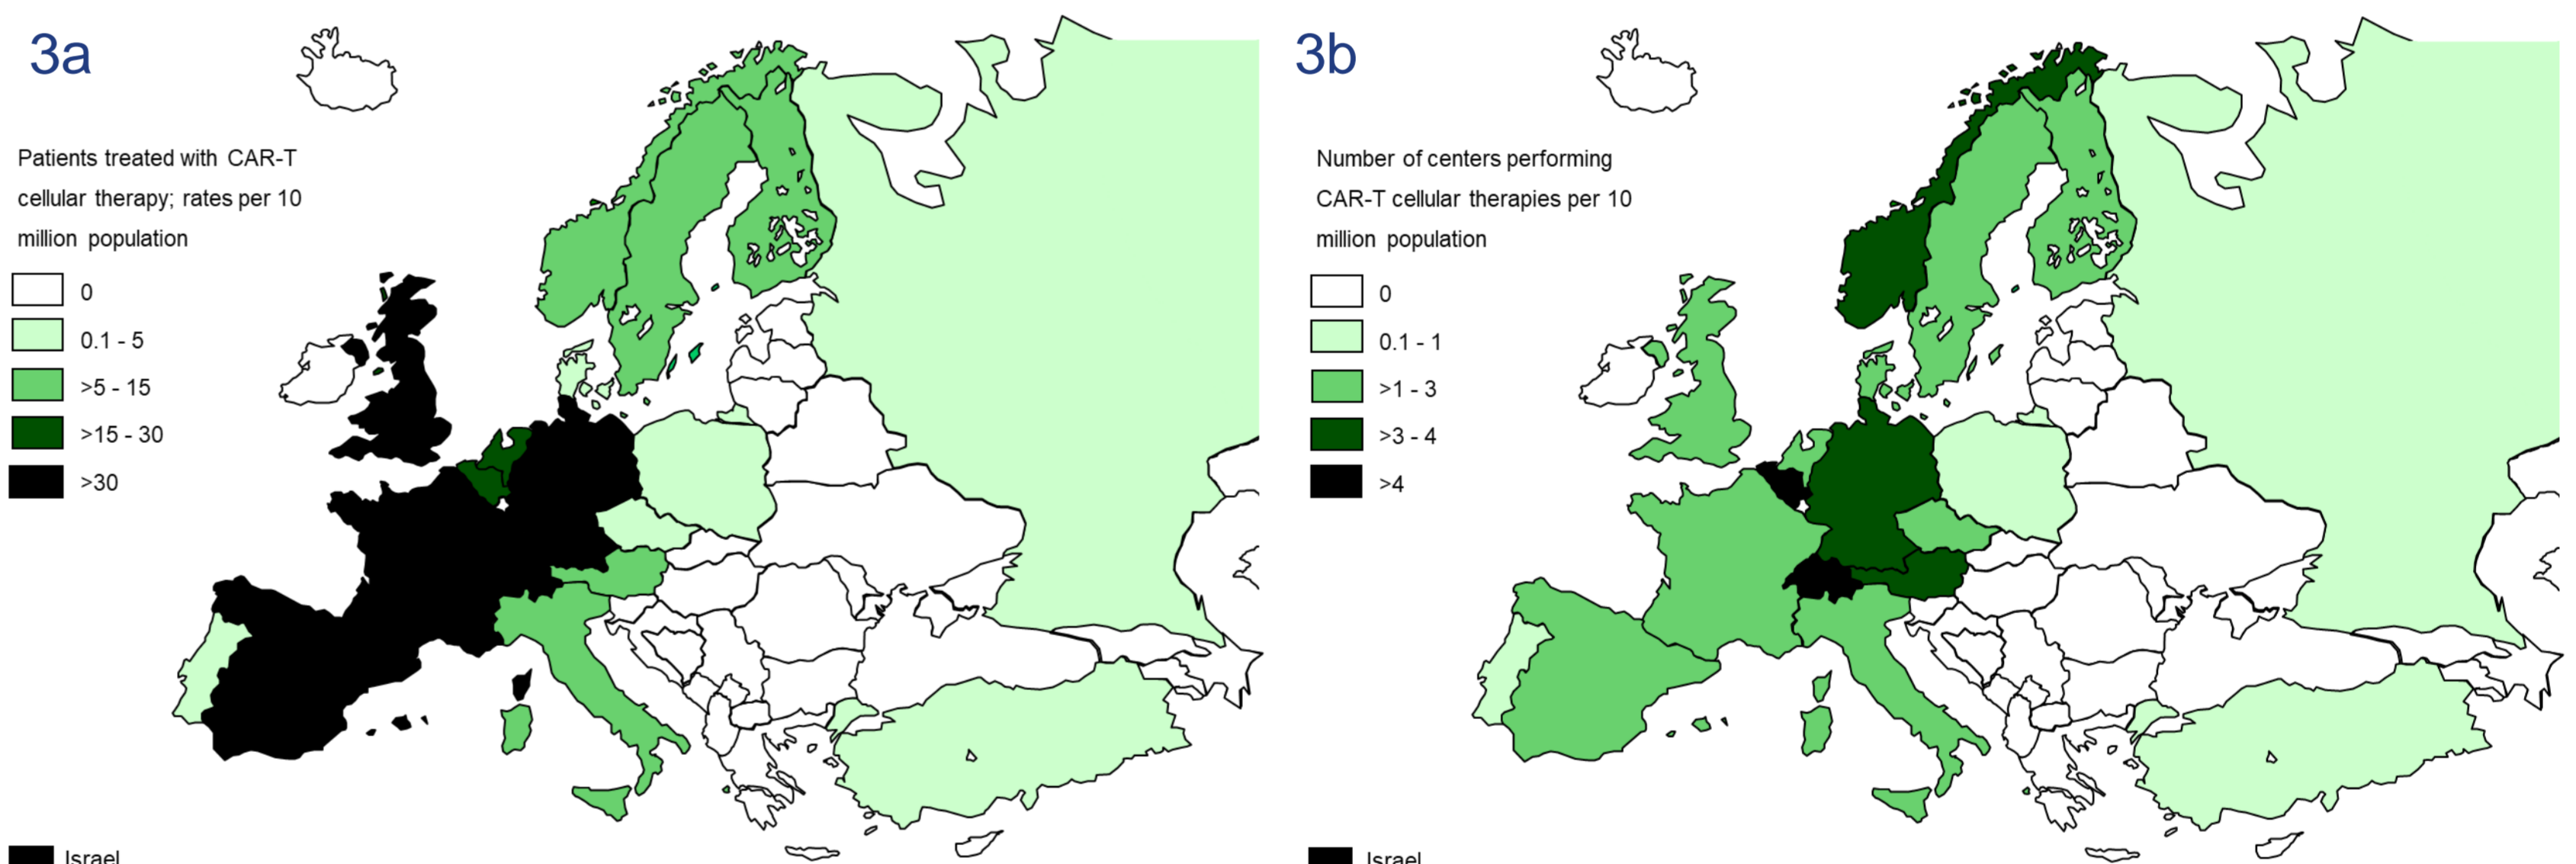 3a
Patients treated with CAR-T
cellular therapy; rates per 10
million population
0
0.1 - 5
>5 - 15
>15 - 30
>30
Israel
3b
Number of centers performing
CAR-T cellular therapies per 10
million population
0
0.1 - 1
>1 - 3
>3 - 4
>4
Israel